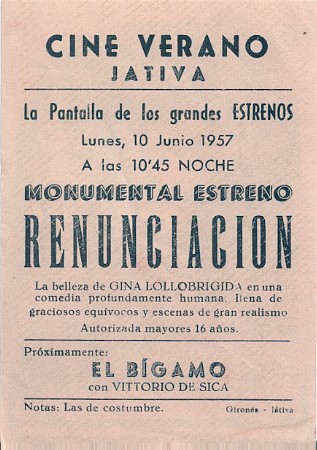 CINE VERANO
JATIVA
La Pantalla de los grandes ESTRENOS
Lunes, 10 Junio 1957
A las 10'45 NOCHE
MONUMENTAL ESTRENO
RENUNCIACION
La belleza de GINA LOLLOBRIGIDA en una
comedia profundamente humana, llena de
graciosos equívocos y escenas de gran realismo
Autorizada mayores 16 años.
Próximamente:
EL BÍGAMO
con VITTORIO DE SICA
Notas: Las de costumbre.
Gironés - Játiva